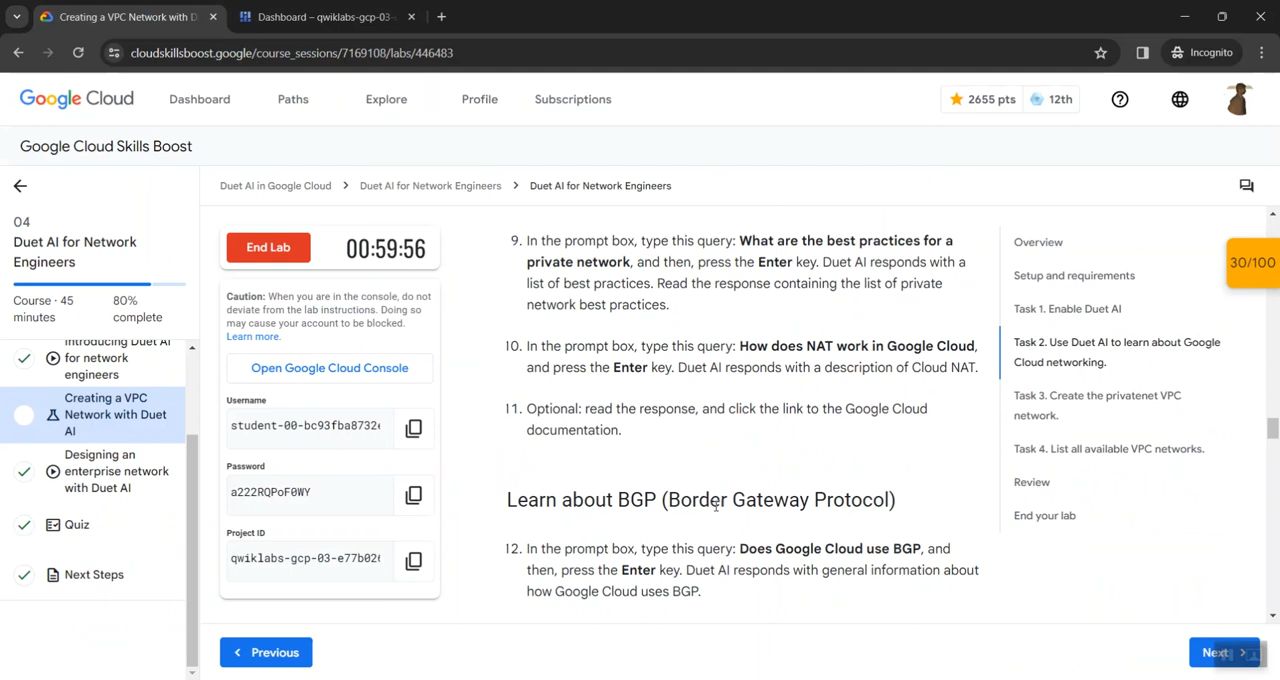 Creating a VPC Network with D
Dashboard – qwiklabs-gcp-03-
cloudskillsboost.google/course_sessions/7169108/labs/446483
Incognito
Google Cloud
Dashboard
Paths
Explore
Profile
Subscriptions
2655 pts
12th
Google Cloud Skills Boost
04
Duet AI for Network
Engineers
Course · 45
minutes
80%
complete
Introducing Duet AI
for network
engineers
Creating a VPC
Network with Duet
AI
Designing an
enterprise network
with Duet AI
Quiz
Next Steps
Duet AI in Google Cloud
Duet AI for Network Engineers
Duet AI for Network Engineers
End Lab
00:59:56
Caution: When you are in the console, do not
deviate from the lab instructions. Doing so
may cause your account to be blocked.
Learn more.
Open Google Cloud Console
Username
student-00-bc93fba8732
Password
a222RQPoF0WY
Project ID
qwiklabs-gcp-03-e77b026
9. In the prompt box, type this query: What are the best practices for a
private network, and then, press the Enter key. Duet AI responds with a
list of best practices. Read the response containing the list of private
network best practices.
10. In the prompt box, type this query: How does NAT work in Google Cloud,
and press the Enter key. Duet AI responds with a description of Cloud NAT.
11. Optional: read the response, and click the link to the Google Cloud
documentation.
Learn about BGP (Border Gateway Protocol)
12. In the prompt box, type this query: Does Google Cloud use BGP, and
then, press the Enter key. Duet AI responds with general information about
how Google Cloud uses BGP.
Overview
Setup and requirements
Task 1. Enable Duet AI
Task 2. Use Duet AI to learn about Google
Cloud networking.
Task 3. Create the privatenet VPC
network.
Task 4. List all available VPC networks.
Review
End your lab
30/100
Previous
Next